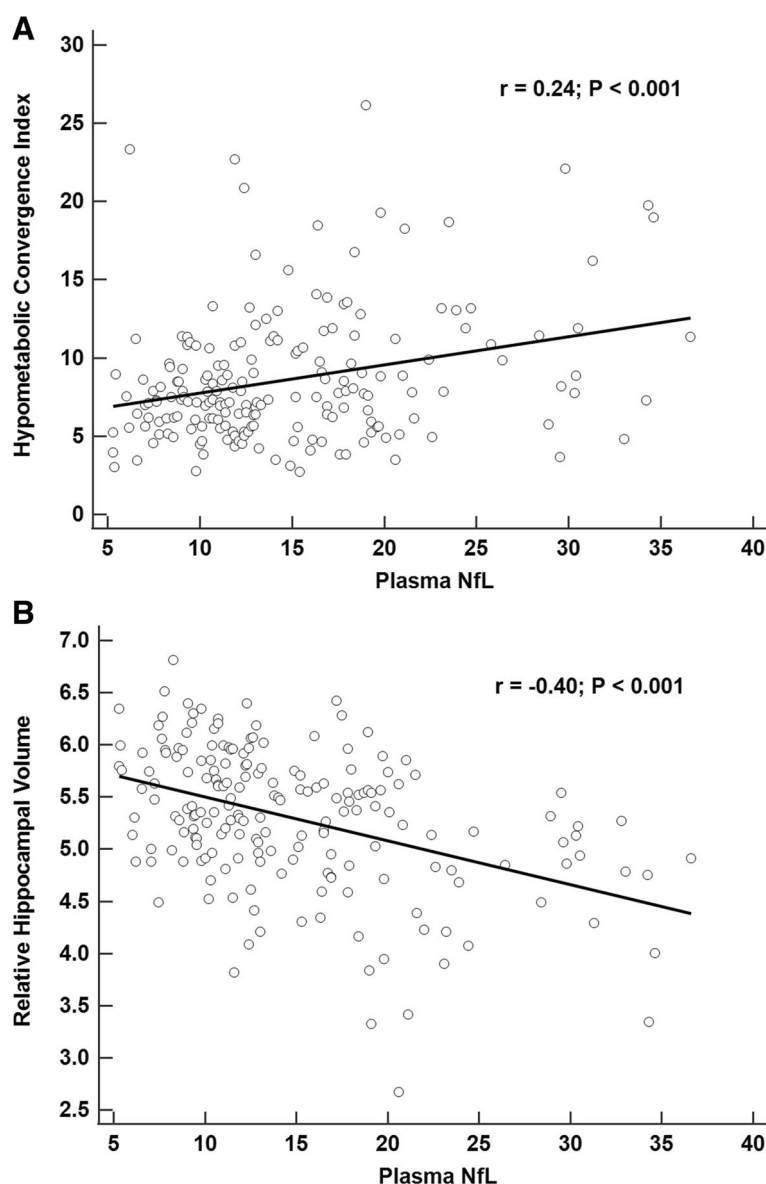 A
30
25
20
15
10
5
0
Hypometabolic Convergence Index
r = 0.24; P < 0.001
5 10 15 20 25 30 35 40
Plasma NfL
B
7.0
6.5
6.0
5.5
5.0
4.5
4.0
3.5
3.0
2.5
Relative Hippocampal Volume
r = -0.40; P < 0.001
5 10 15 20 25 30 35 40
Plasma NfL